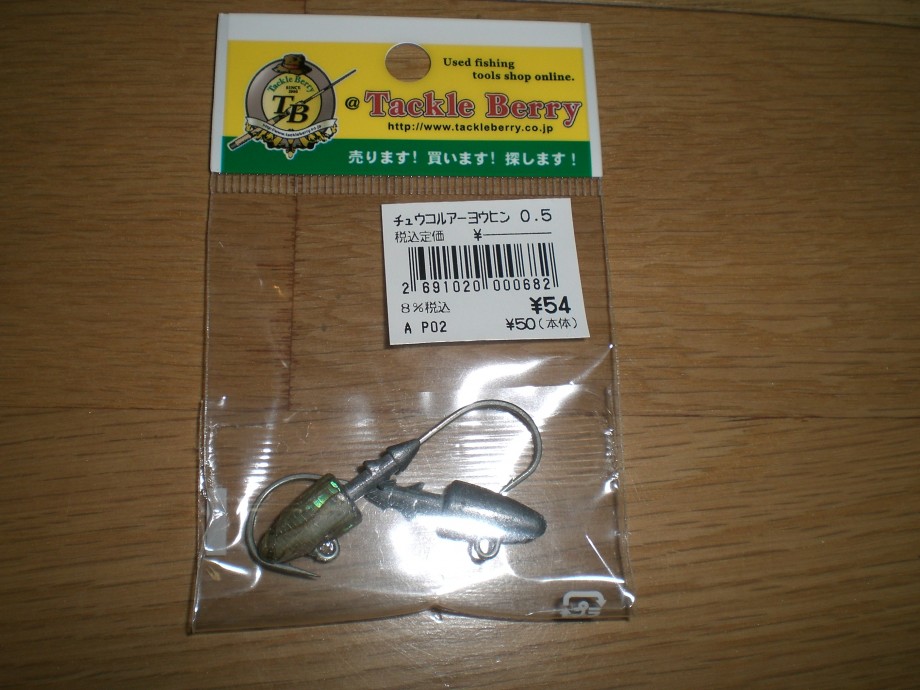 Used fishing
tools shop online.
Tackle Berry
SINCE
TB
@ Tackle Berry
http://www.tackleberry.co.jp
売ります! 買います! 探します!
チュウコルアーヨウヒン 0.5
税込定価 ¥―
2 691020 000682
8%税込 ¥54
A P02 ¥50(本体)